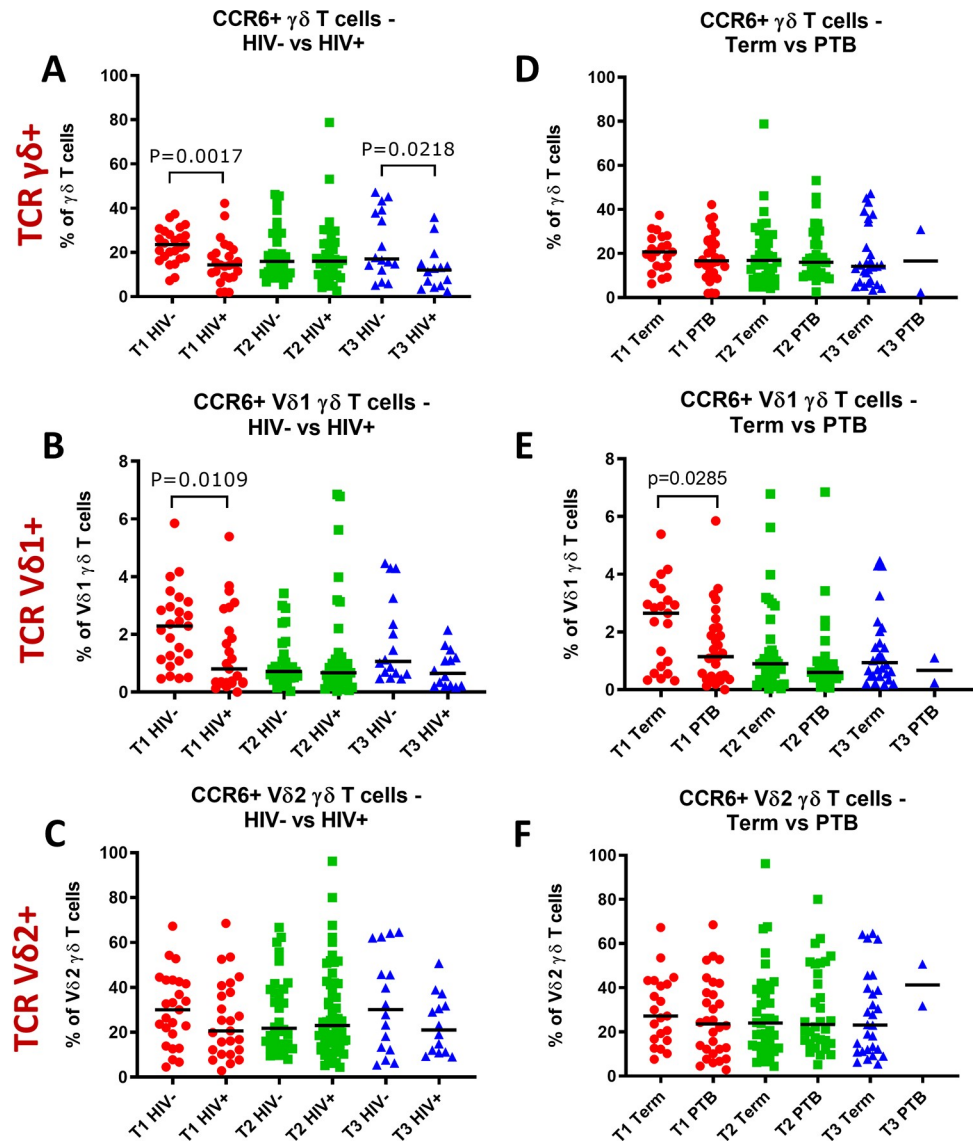 CCR6+ γδ T cells -
HIV- vs HIV+
A
TCR γδ+
% of γδ T cells
100
80
60
40
20
0
P=0.0017
P=0.0218
T1 HIV-
T1 HIV+
T2 HIV-
T2 HIV+
T3 HIV-
T3 HIV+
CCR6+ γδ T cells -
Term vs PTB
D
% of γδ T cells
100
80
60
40
20
0
T1 Term
T1 PTB
T2 Term
T2 PTB
T3 Term
T3 PTB
CCR6+ Vδ1 γδ T cells -
HIV- vs HIV+
B
TCR Vδ1+
% of Vδ1 γδ T cells
8
6
4
2
0
P=0.0109
T1 HIV-
T1 HIV+
T2 HIV-
T2 HIV+
T3 HIV-
T3 HIV+
CCR6+ Vδ1 γδ T cells -
Term vs PTB
E
% of Vδ1 γδ T cells
8
6
4
2
0
p=0.0285
T1 Term
T1 PTB
T2 Term
T2 PTB
T3 Term
T3 PTB
CCR6+ Vδ2 γδ T cells -
HIV- vs HIV+
C
TCR Vδ2+
% of Vδ2 γδ T cells
100
80
60
40
20
0
T1 HIV-
T1 HIV+
T2 HIV-
T2 HIV+
T3 HIV-
T3 HIV+
CCR6+ Vδ2 γδ T cells -
Term vs PTB
F
% of Vδ2 γδ T cells
100
80
60
40
20
0
T1 Term
T1 PTB
T2 Term
T2 PTB
T3 Term
T3 PTB